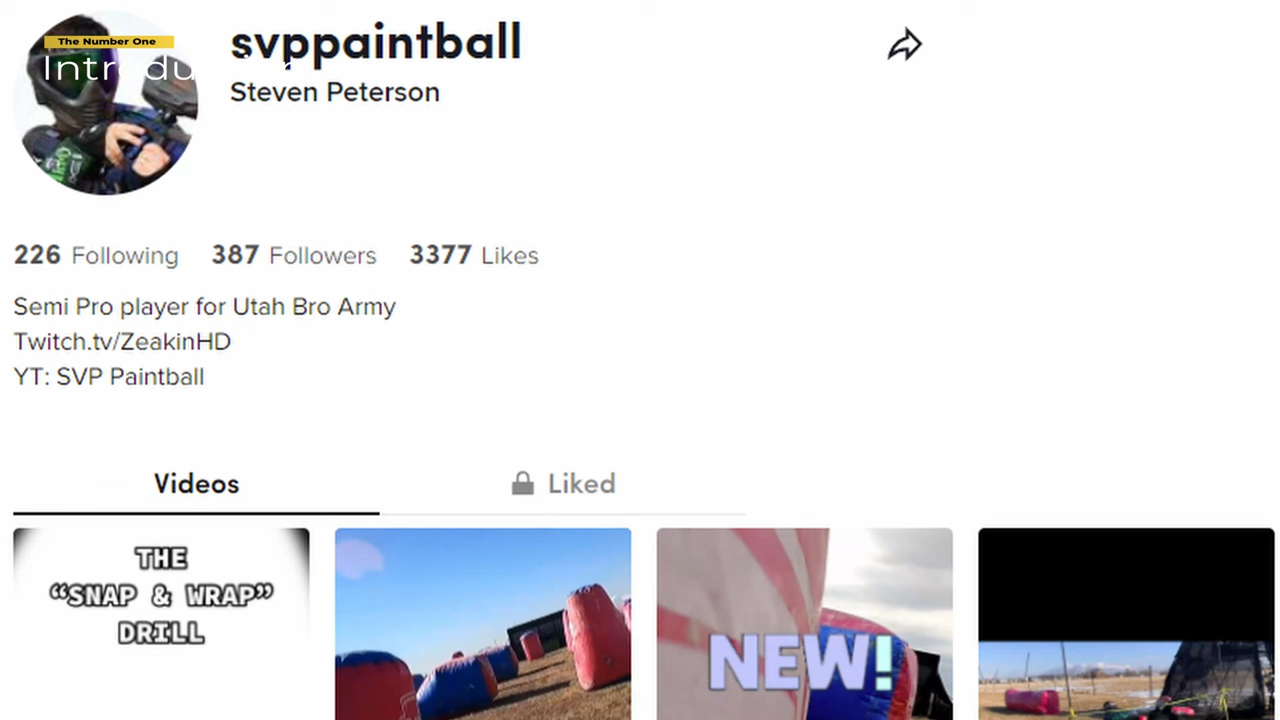 The Number One
svppaintball
Steven Peterson
226 Following 387 Followers 3377 Likes
Semi Pro player for Utah Bro Army
Twitch.tv/ZeakinHD
YT: SVP Paintball
Videos
Liked
THE
“SNAP & WRAP”
DRILL
NEW!